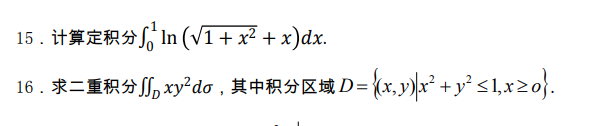 15．计算定积分∫₀¹ ln (√(1 + x²) + x)dx.
16．求二重积分∬_D xy²dσ，其中积分区域 D = {(x, y)|x² + y² ≤ 1, x ≥ o}.